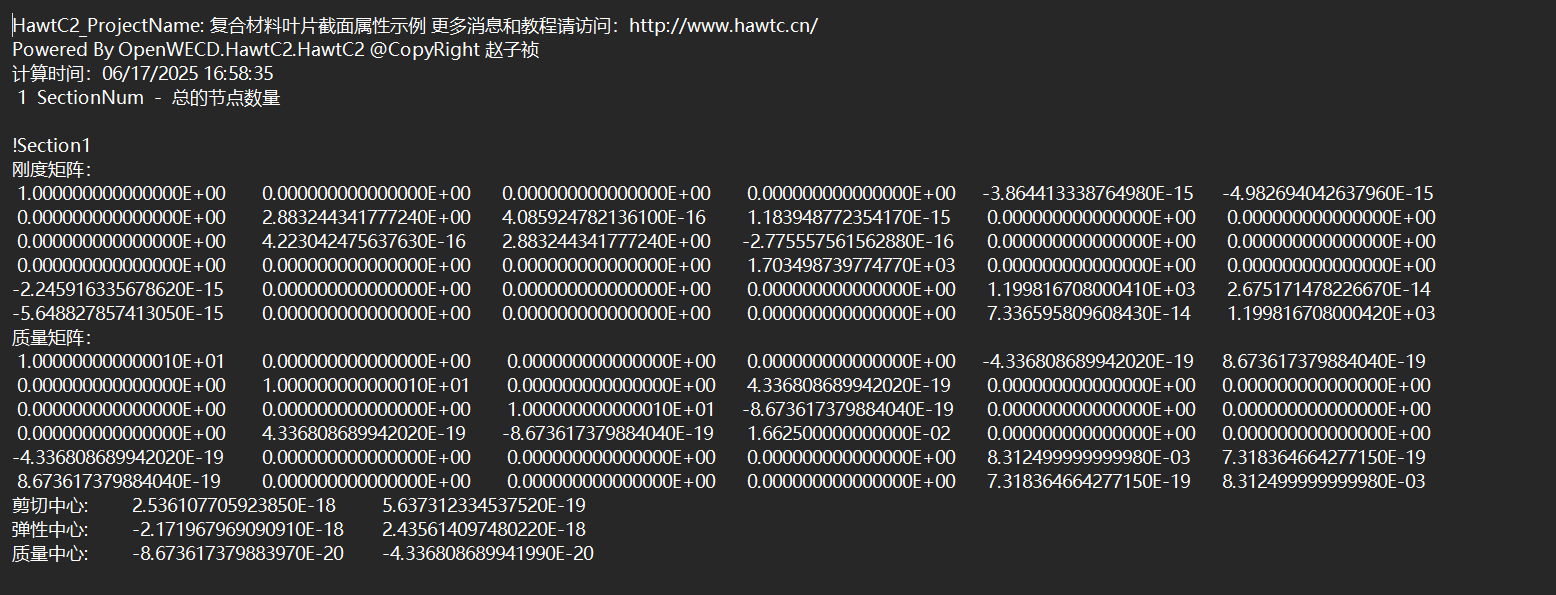 HawtC2_ProjectName: 复合材料叶片截面属性示例 更多消息和教程请访问：http://www.hawtc.cn/
Powered By OpenWECD.HawtC2.HawtC2 @CopyRight 赵子祯
计算时间：06/17/2025 16:58:35
1 SectionNum - 总的节点数量
!Section1
刚度矩阵：
1.000000000000000E+00 0.000000000000000E+00 0.000000000000000E+00 0.000000000000000E+00 -3.864413338764980E-15 -4.982694042637960E-15
0.000000000000000E+00 2.883244341777240E+00 4.085924782136100E-16 1.183948772354170E-15 0.000000000000000E+00 0.000000000000000E+00
0.000000000000000E+00 4.223042475637630E-16 2.883244341777240E+00 -2.775557561562880E-16 0.000000000000000E+00 0.000000000000000E+00
0.000000000000000E+00 0.000000000000000E+00 0.000000000000000E+00 1.703498739774770E+03 0.000000000000000E+00 0.000000000000000E+00
-2.245916335678620E-15 0.000000000000000E+00 0.000000000000000E+00 0.000000000000000E+00 1.199816708000410E+03 2.675171478226670E-14
-5.648827857413050E-15 0.000000000000000E+00 0.000000000000000E+00 0.000000000000000E+00 7.336595809608430E-14 1.199816708000420E+03
质量矩阵：
1.000000000000010E+01 0.000000000000000E+00 0.000000000000000E+00 0.000000000000000E+00 -4.336808689942020E-19 8.673617379884040E-19
0.000000000000000E+00 1.000000000000010E+01 0.000000000000000E+00 4.336808689942020E-19 0.000000000000000E+00 0.000000000000000E+00
0.000000000000000E+00 0.000000000000000E+00 1.000000000000010E+01 -8.673617379884040E-19 0.000000000000000E+00 0.000000000000000E+00
0.000000000000000E+00 4.336808689942020E-19 -8.673617379884040E-19 1.662500000000000E-02 0.000000000000000E+00 0.000000000000000E+00
-4.336808689942020E-19 0.000000000000000E+00 0.000000000000000E+00 0.000000000000000E+00 8.312499999999980E-03 7.318364664277150E-19
8.673617379884040E-19 0.000000000000000E+00 0.000000000000000E+00 0.000000000000000E+00 7.318364664277150E-19 8.312499999999980E-03
剪切中心: 2.536107705923850E-18 5.637312334537520E-19
弹性中心: -2.171967969090910E-18 2.435614097480220E-18
质量中心: -8.673617379883970E-20 -4.336808689941990E-20